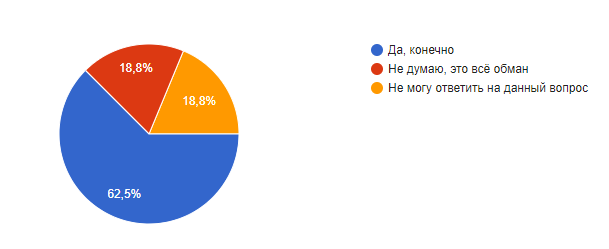 18,8%
18,8%
62,5%
Да, конечно
Не думаю, это всё обман
Не могу ответить на данный вопрос